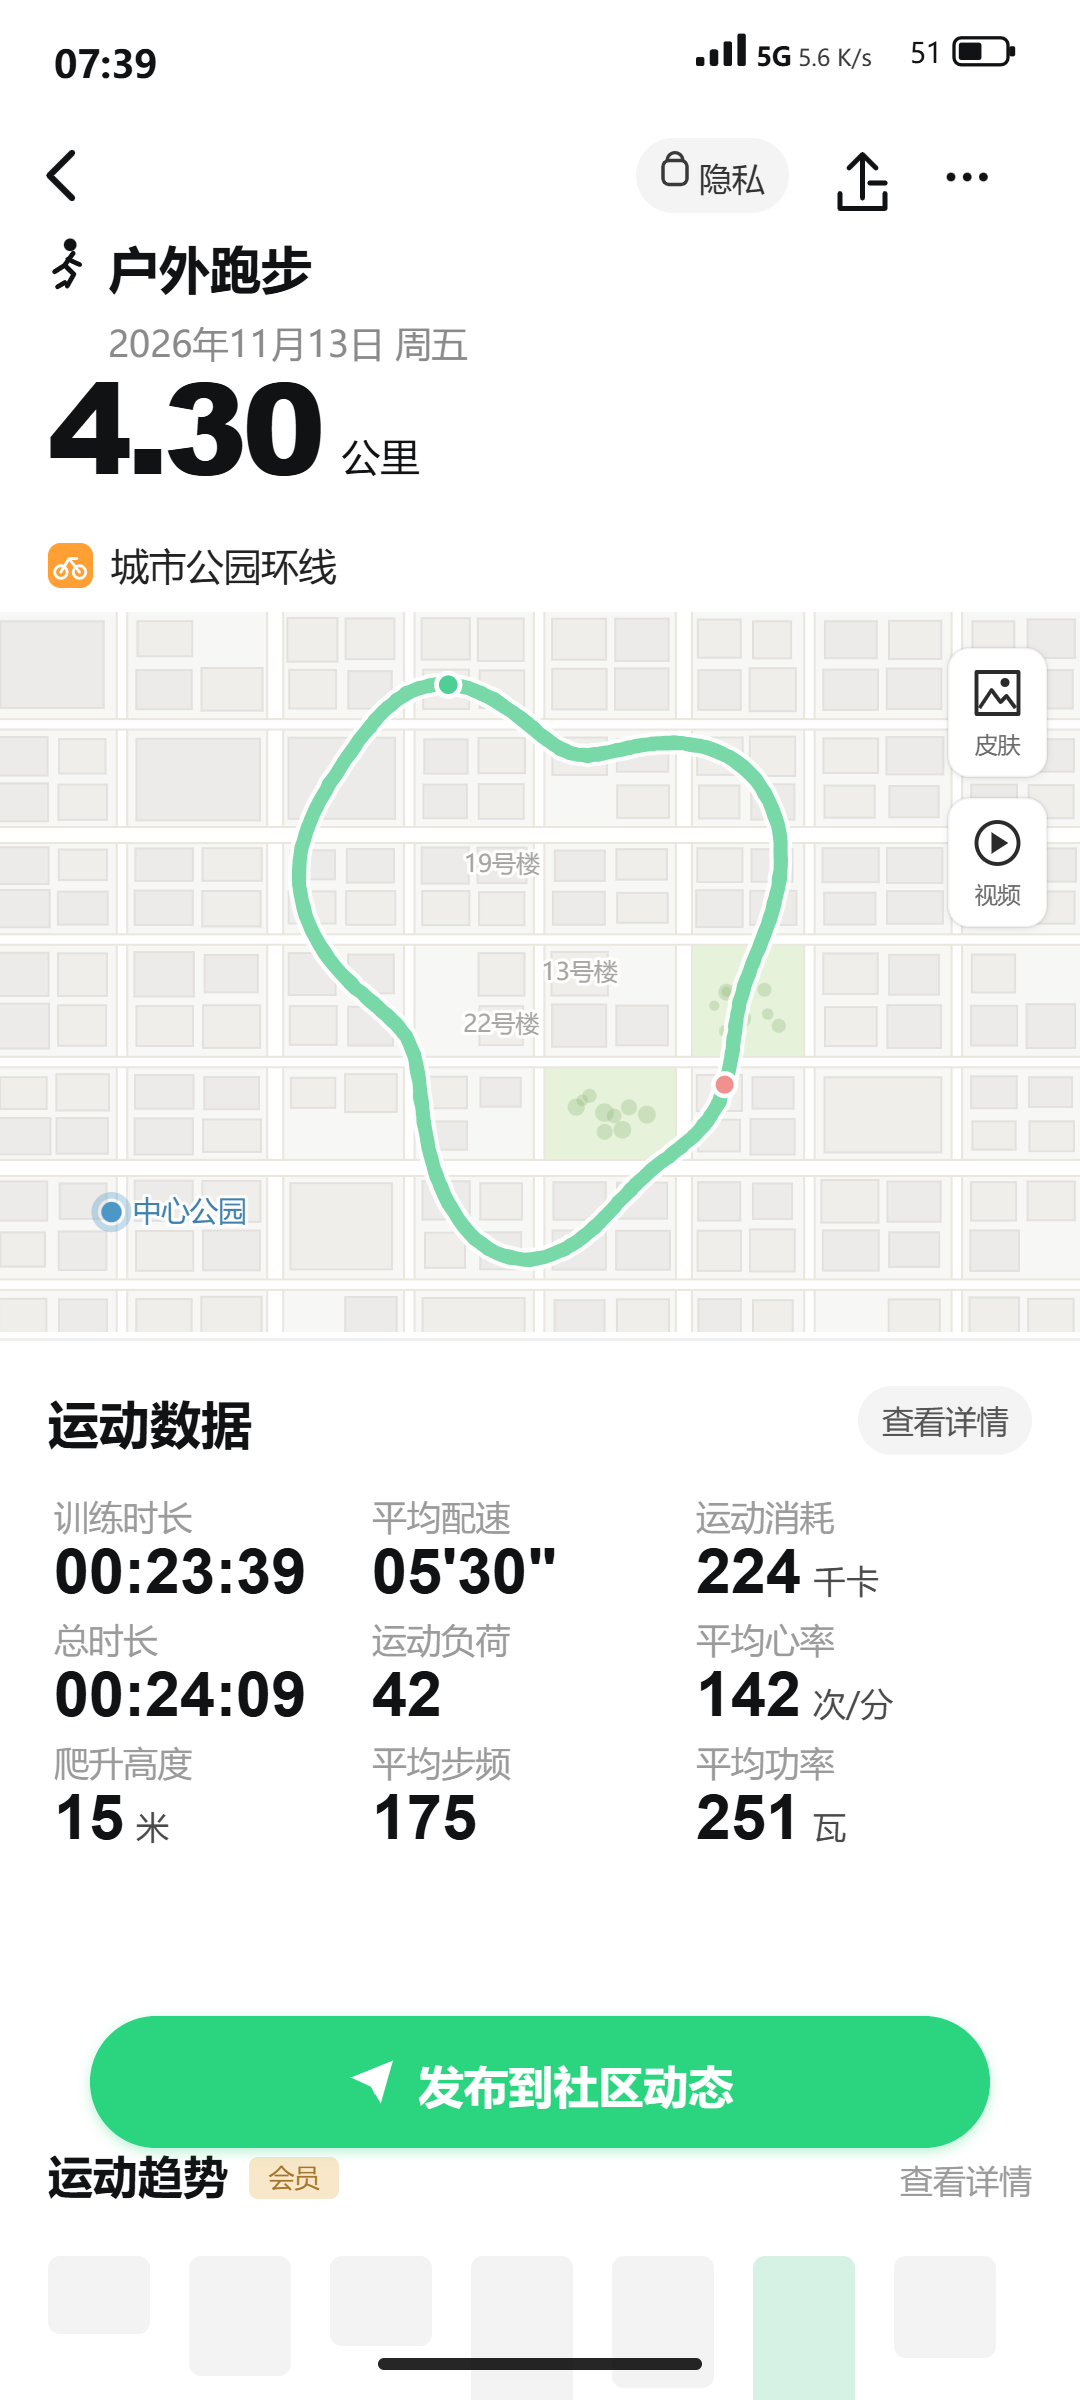 07:39
5G 5.6 K/s 51
隐私
户外跑步
2026年11月13日 周五
4.30 公里
城市公园环线
皮肤
视频
19号楼
13号楼
22号楼
中心公园
运动数据
查看详情
训练时长 平均配速 运动消耗
00:23:39 05'30" 224 千卡
总时长 运动负荷 平均心率
00:24:09 42 142 次/分
爬升高度 平均步频 平均功率
15 米 175 251 瓦
发布到社区动态
运动趋势 会员 查看详情